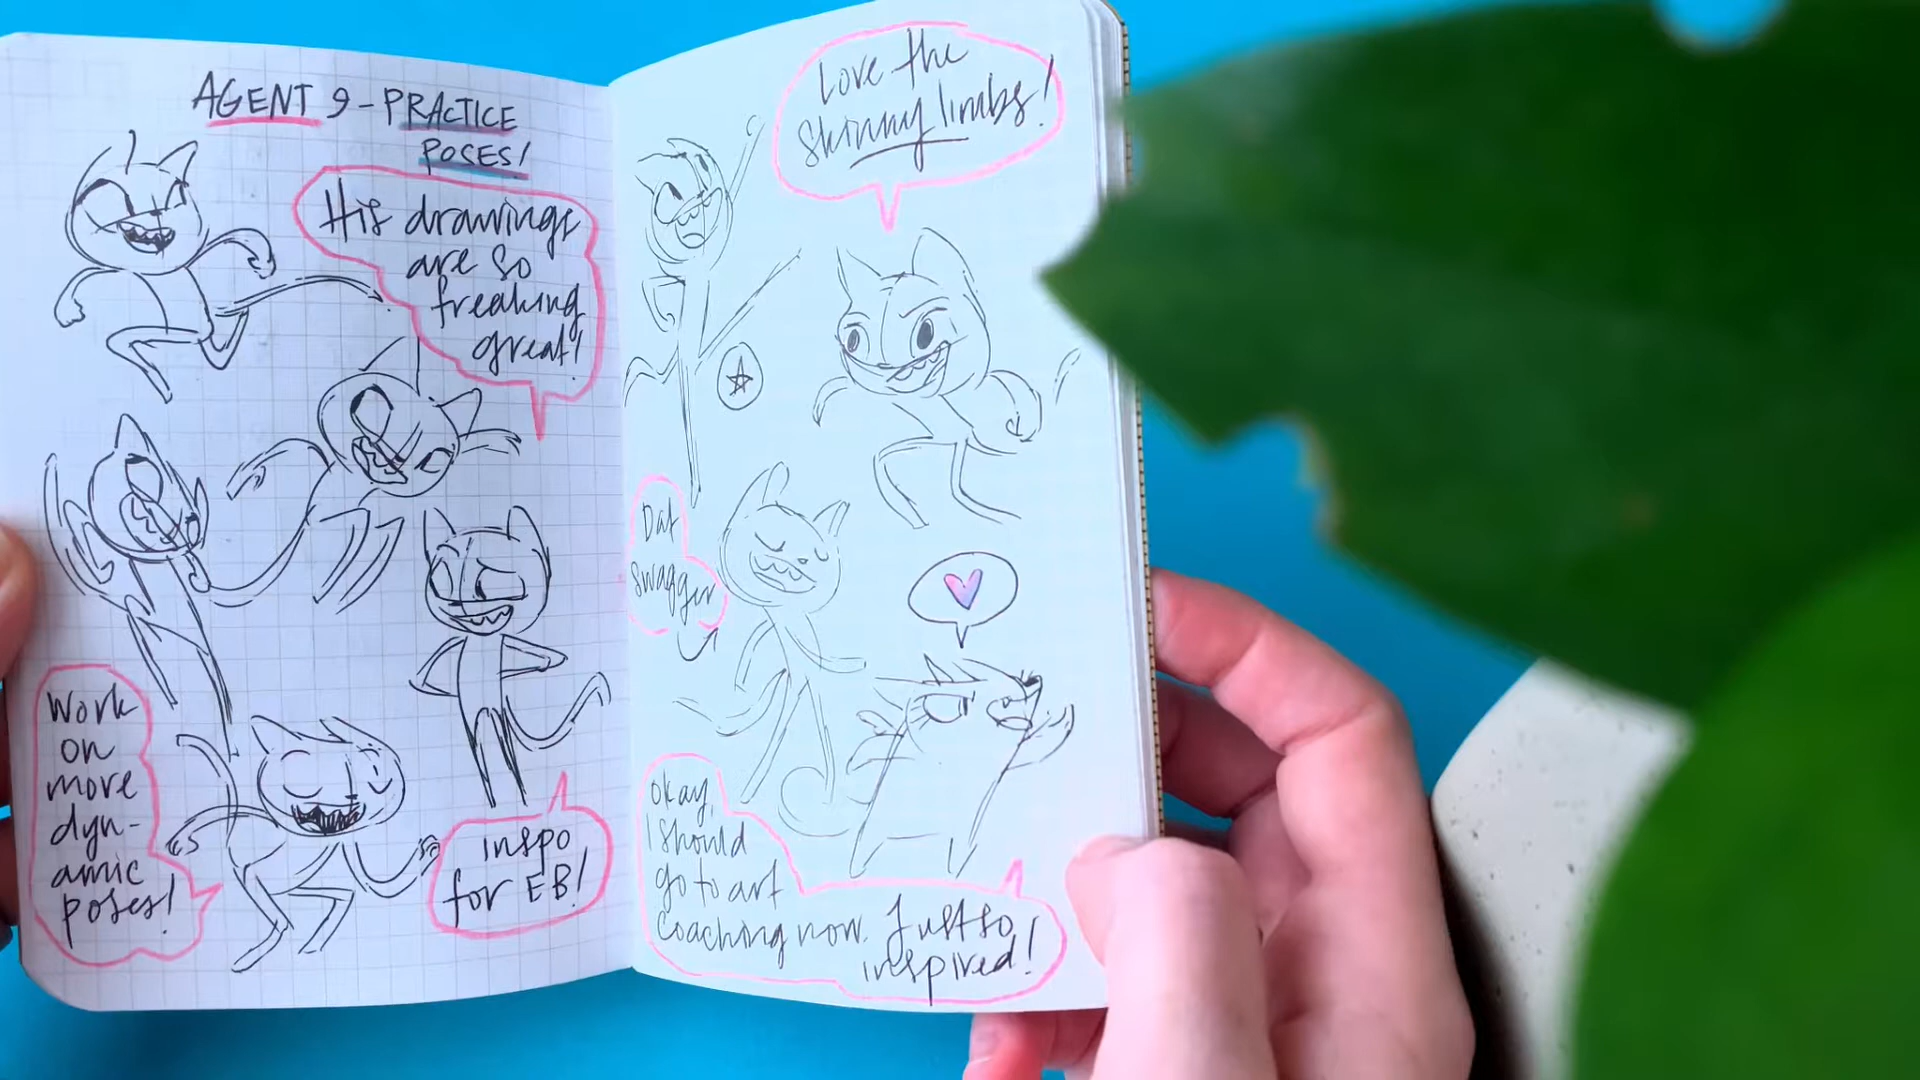 AGENT 9 - PRACTICE
POSES!
His drawings
are so
freaking
great!
Work
on
more
dyn-
amic
poses!
inspo
for EB!
Love the
skinny limbs!
Dat
swagger
okay,
I should
go to art
coaching now. Just so
inspired!